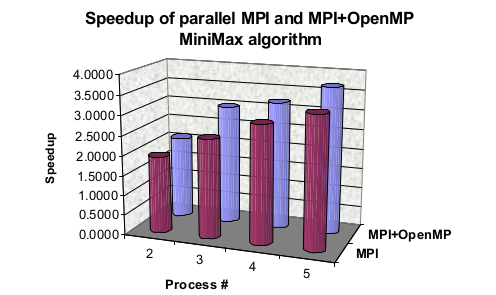 Speedup of parallel MPI and MPI+OpenMP
MiniMax algorithm
4.0000
3.5000
3.0000
2.5000
2.0000
1.5000
1.0000
0.5000
0.0000
Speedup
2
3
4
5
MPI+OpenMP
MPI
Process #